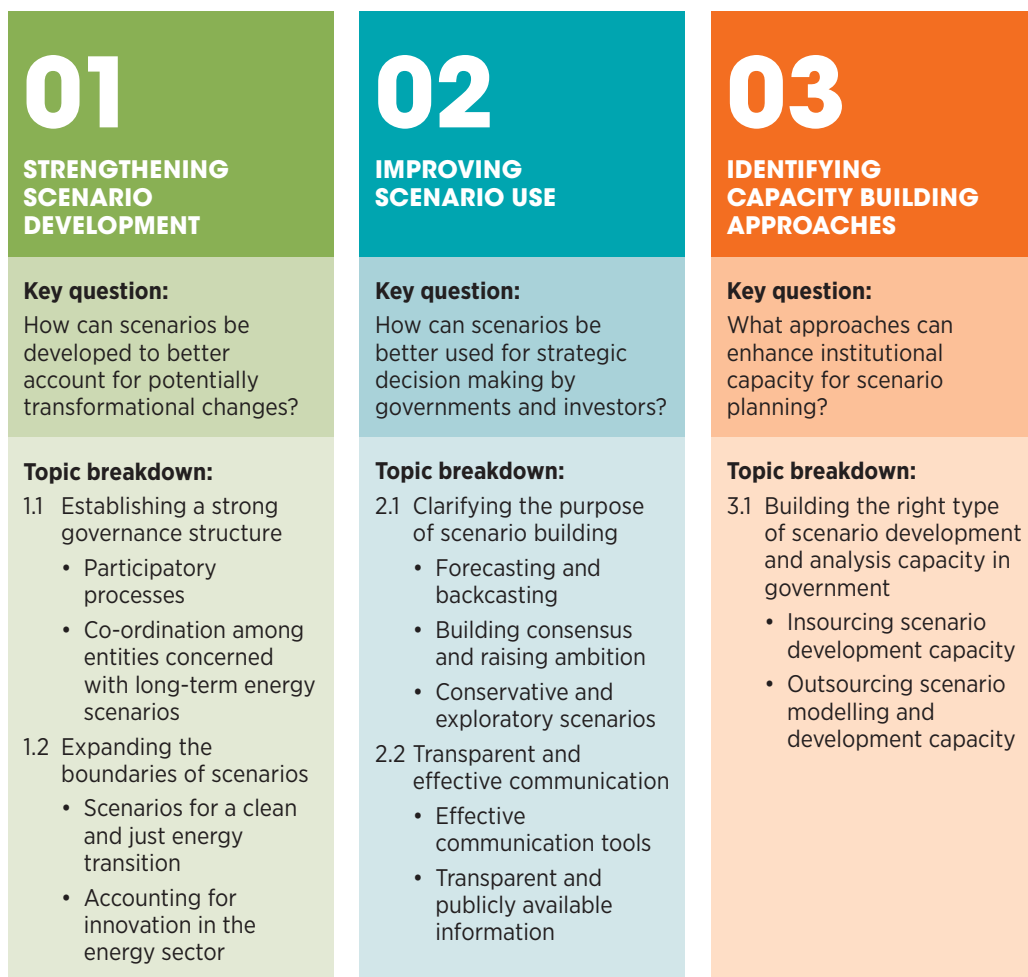 01
STRENGTHENING
SCENARIO
DEVELOPMENT
Key question:
How can scenarios be
developed to better
account for potentially
transformational changes?
Topic breakdown:
1.1 Establishing a strong
governance structure
• Participatory
processes
• Co-ordination among
entities concerned
with long-term energy
scenarios
1.2 Expanding the
boundaries of scenarios
• Scenarios for a clean
and just energy
transition
• Accounting for
innovation in the
energy sector
02
IMPROVING
SCENARIO USE
Key question:
How can scenarios be
better used for strategic
decision making by
governments and investors?
Topic breakdown:
2.1 Clarifying the purpose
of scenario building
• Forecasting and
backcasting
• Building consensus
and raising ambition
• Conservative and
exploratory scenarios
2.2 Transparent and
effective communication
• Effective
communication tools
• Transparent and
publicly available
information
03
IDENTIFYING
CAPACITY BUILDING
APPROACHES
Key question:
What approaches can
enhance institutional
capacity for scenario
planning?
Topic breakdown:
3.1 Building the right type
of scenario development
and analysis capacity in
government
• Insourcing scenario
development capacity
• Outsourcing scenario
modelling and
development capacity